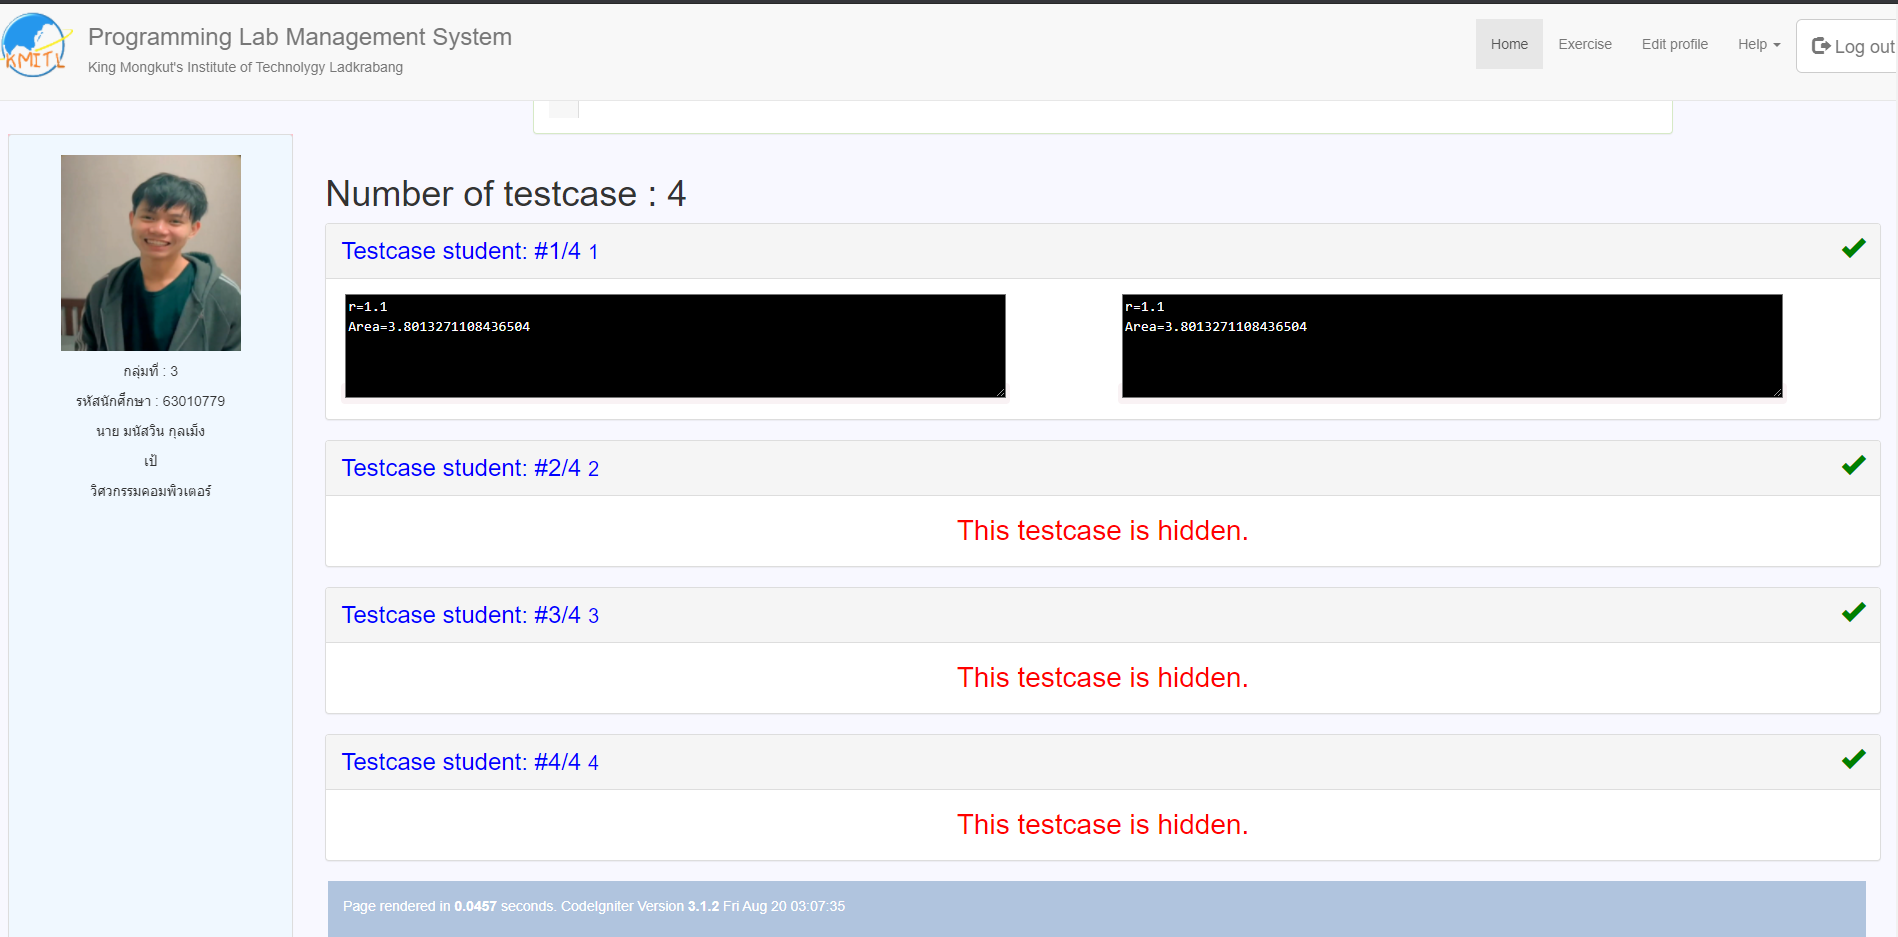 KMITL
Programming Lab Management System
King Mongkut's Institute of Technolygy Ladkrabang
Home
Exercise
Edit profile
Help
Log out
กลุ่มที่ : 3
รหัสนักศึกษา : 63010779
นาย มนัสวิน กุลเม็ง
เป้
วิศวกรรมคอมพิวเตอร์
Number of testcase : 4
Testcase student: #1/4 1
r=1.1
Area=3.8013271108436504
r=1.1
Area=3.8013271108436504
Testcase student: #2/4 2
This testcase is hidden.
Testcase student: #3/4 3
This testcase is hidden.
Testcase student: #4/4 4
This testcase is hidden.
Page rendered in 0.0457 seconds. CodeIgniter Version 3.1.2 Fri Aug 20 03:07:35